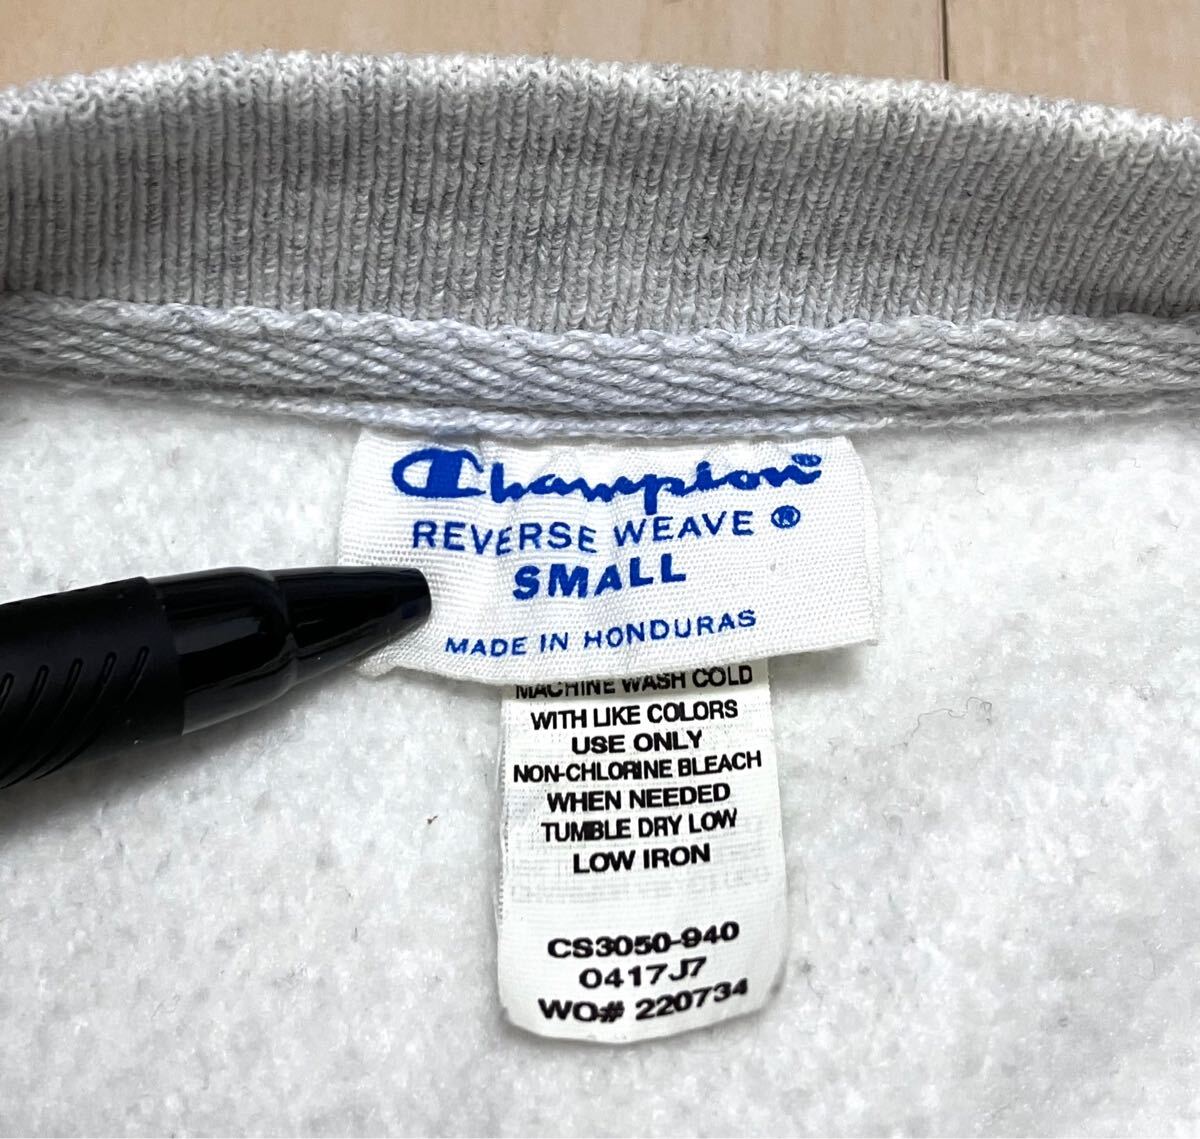 Champion™
REVERSE WEAVE ®
SMALL
MADE IN HONDURAS
MACHINE WASH COLD
WITH LIKE COLORS
USE ONLY
NON-CHLORINE BLEACH
WHEN NEEDED
TUMBLE DRY LOW
LOW IRON
CS3050-940
0417J7
WO# 220734